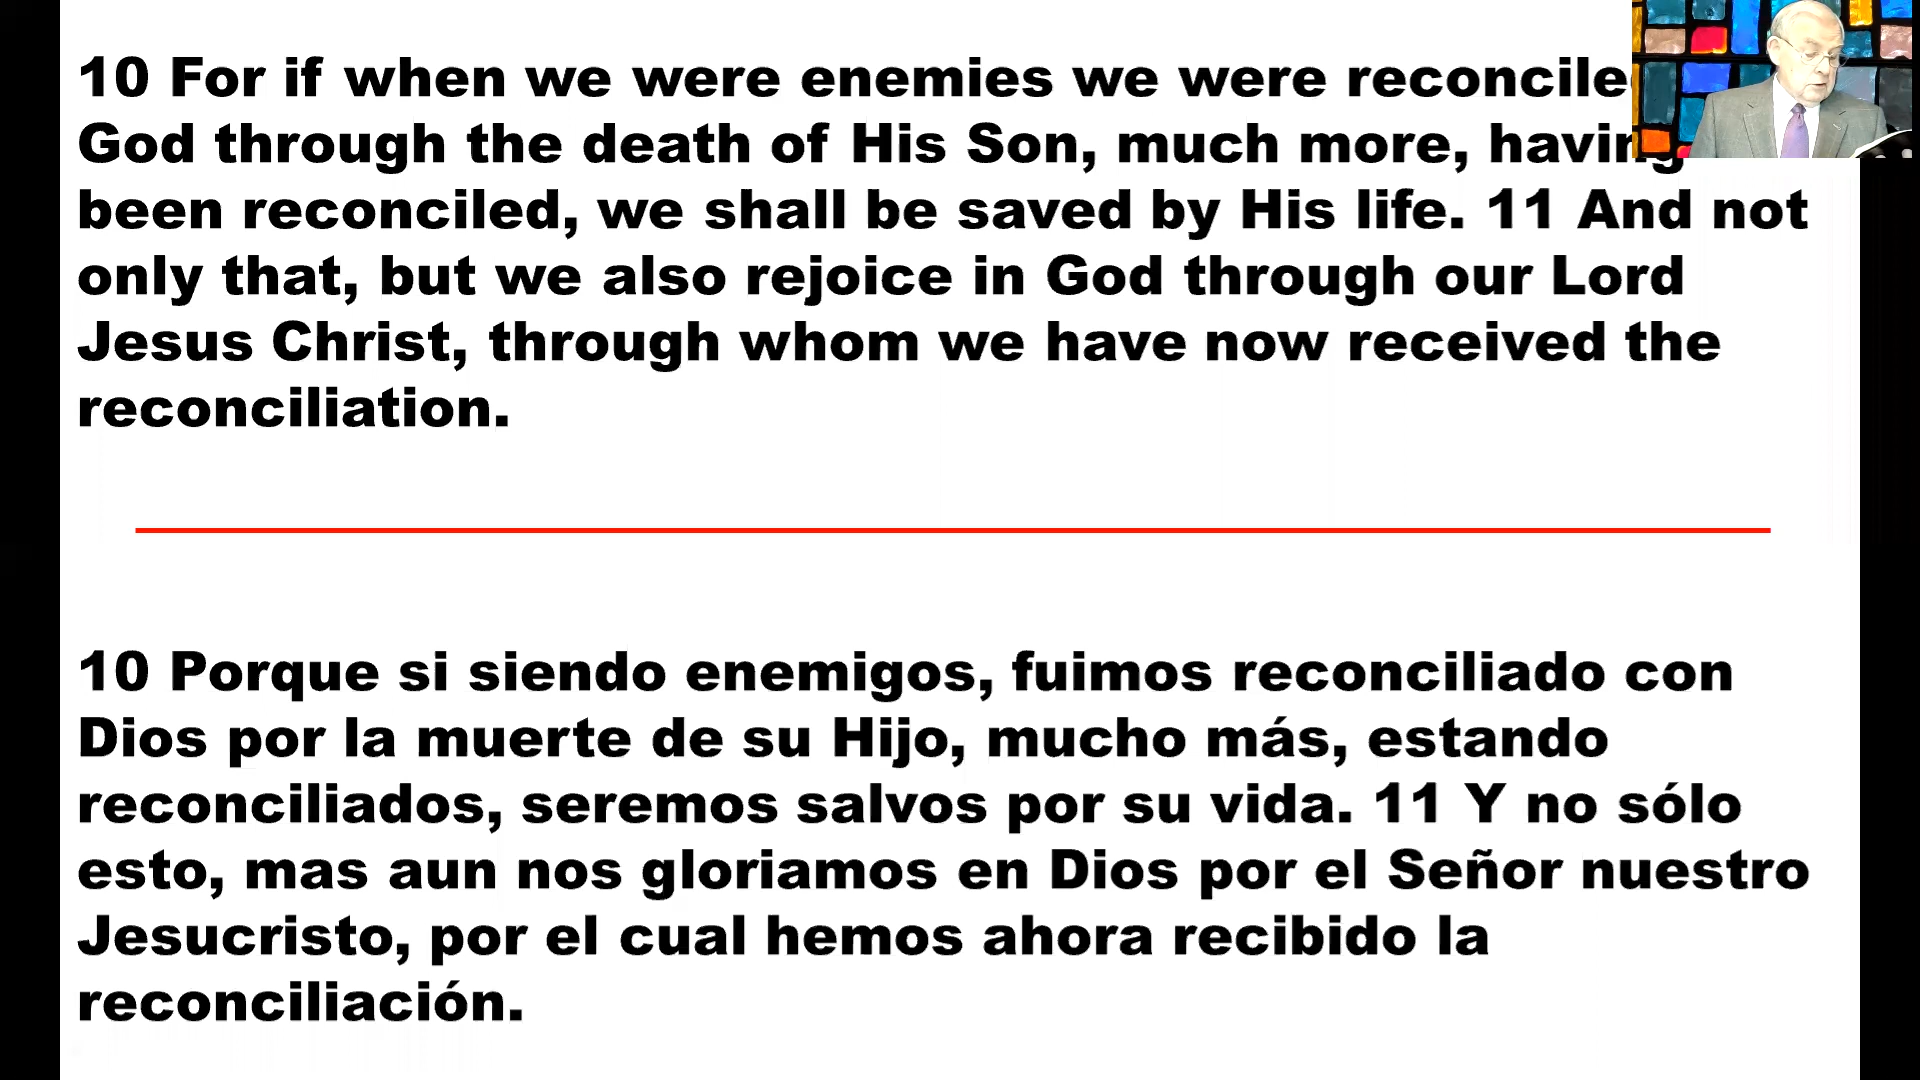 10 For if when we were enemies we were reconcile
God through the death of His Son, much more, having
been reconciled, we shall be saved by His life. 11 And not
only that, but we also rejoice in God through our Lord
Jesus Christ, through whom we have now received the
reconciliation.
10 Porque si siendo enemigos, fuimos reconciliado con
Dios por la muerte de su Hijo, mucho más, estando
reconciliados, seremos salvos por su vida. 11 Y no sólo
esto, mas aun nos gloriamos en Dios por el Señor nuestro
Jesucristo, por el cual hemos ahora recibido la
reconciliación.